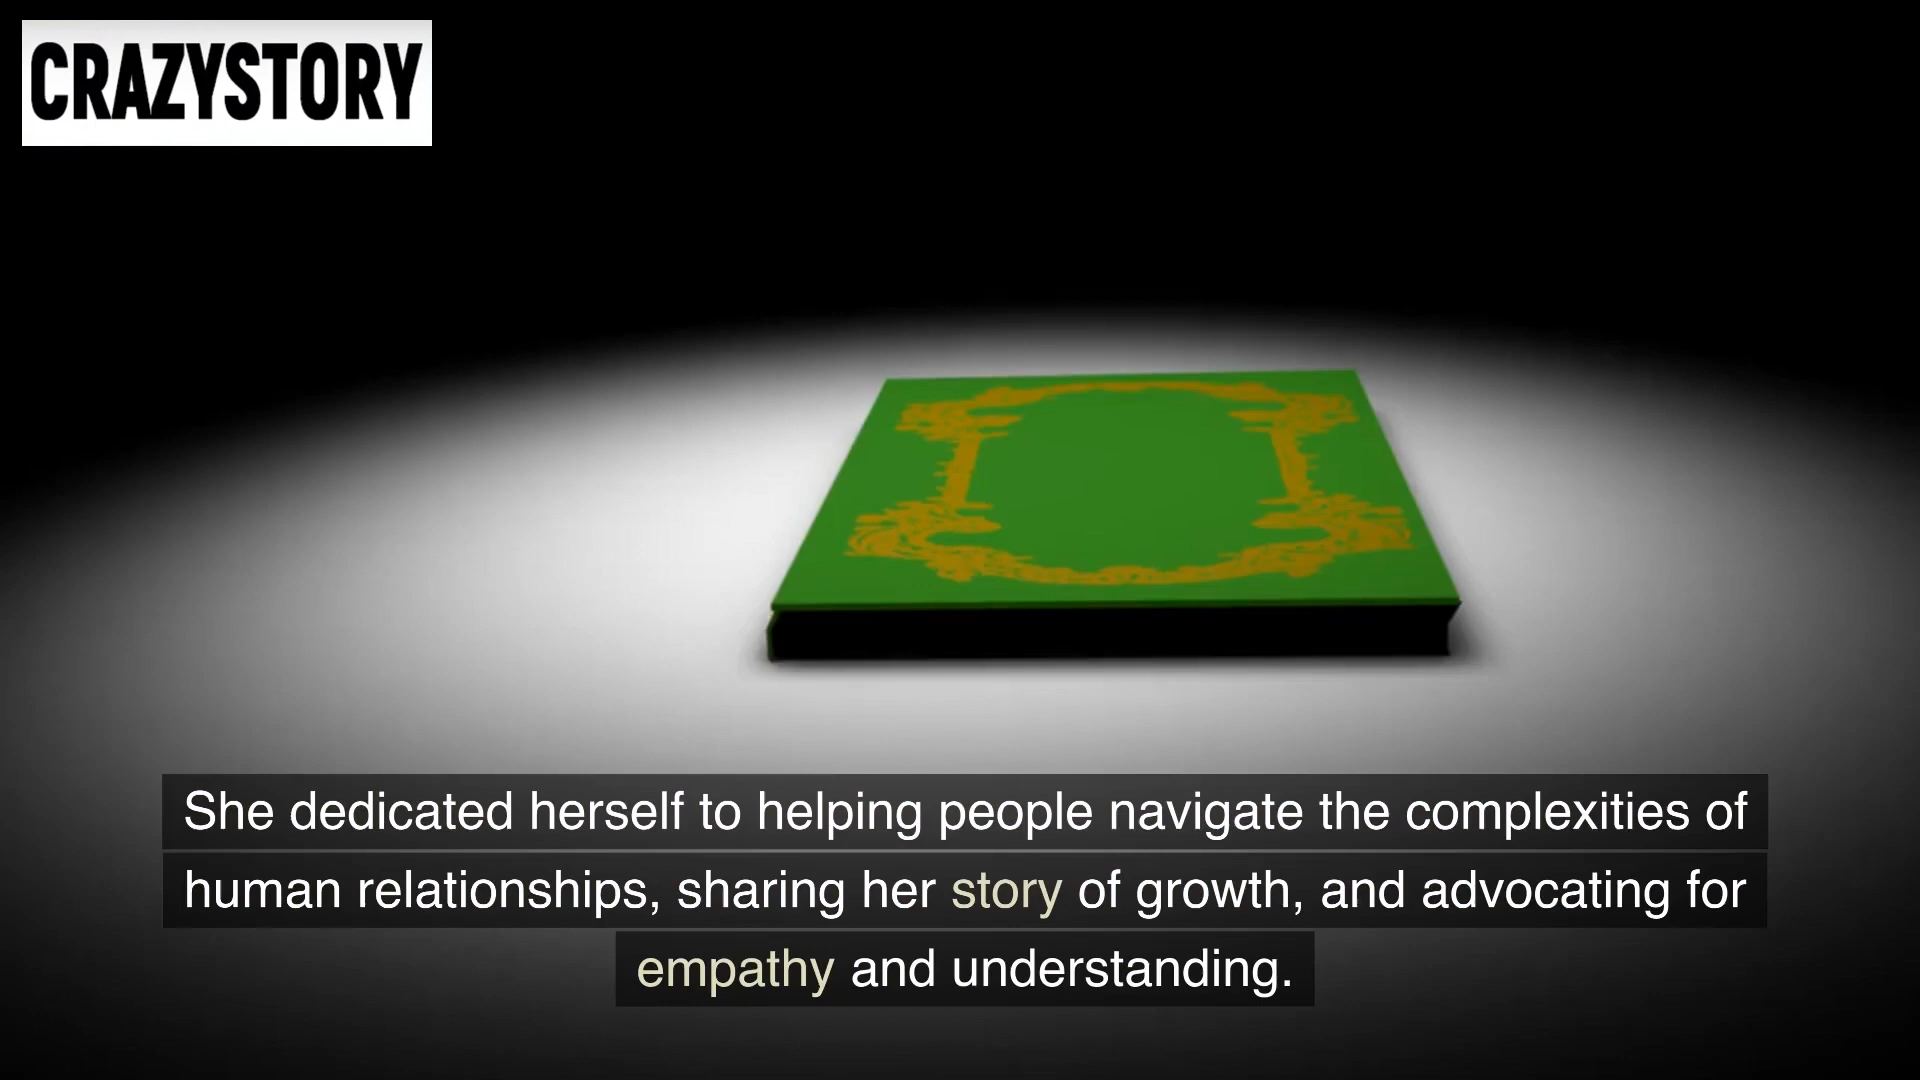 CRAZYSTORY
She dedicated herself to helping people navigate the complexities of
human relationships, sharing her story of growth, and advocating for
empathy and understanding.